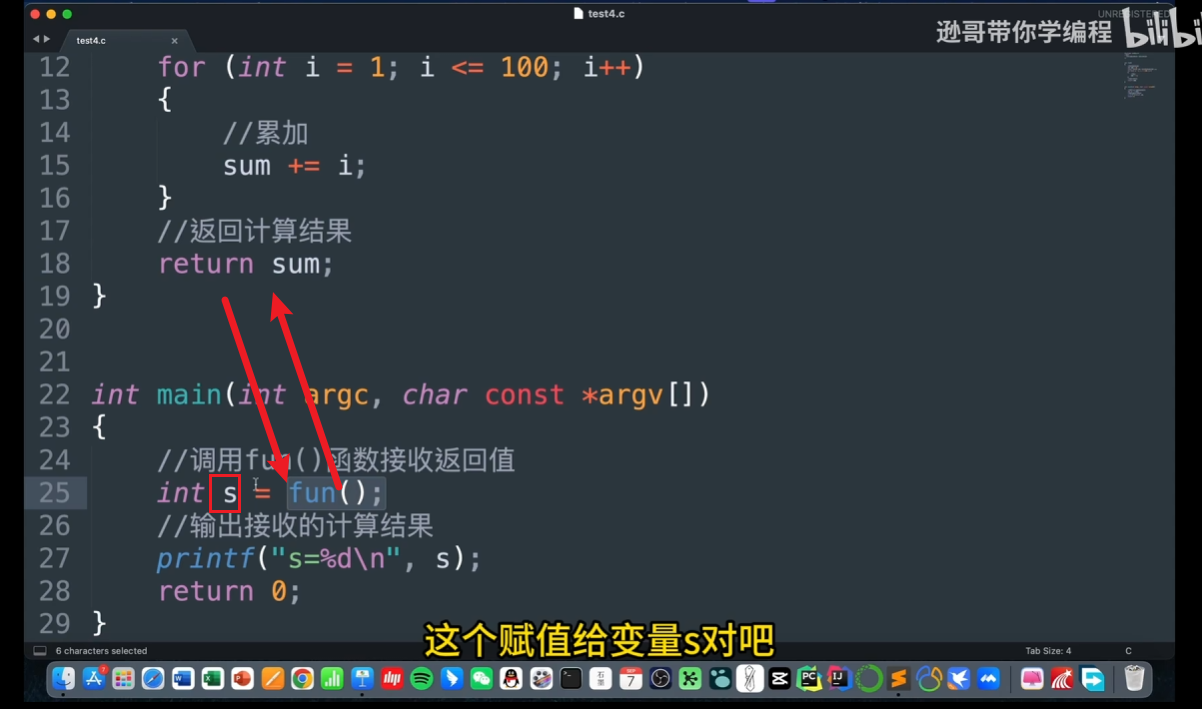 test4.c
UNREGISTERED
逊哥带你学编程 bilibi
test4.c ×
12 for (int i = 1; i <= 100; i++)
13 {
14 //累加
15 sum += i;
16 }
17 //返回计算结果
18 return sum;
19 }
20
21
22 int main(int argc, char const *argv[])
23 {
24 //调用fun()函数接收返回值
25 int s = fun();
26 //输出接收的计算结果
27 printf("s=%d\n", s);
28 return 0;
29 }
这个赋值给变量s对吧
6 characters selected
Tab Size: 4
C